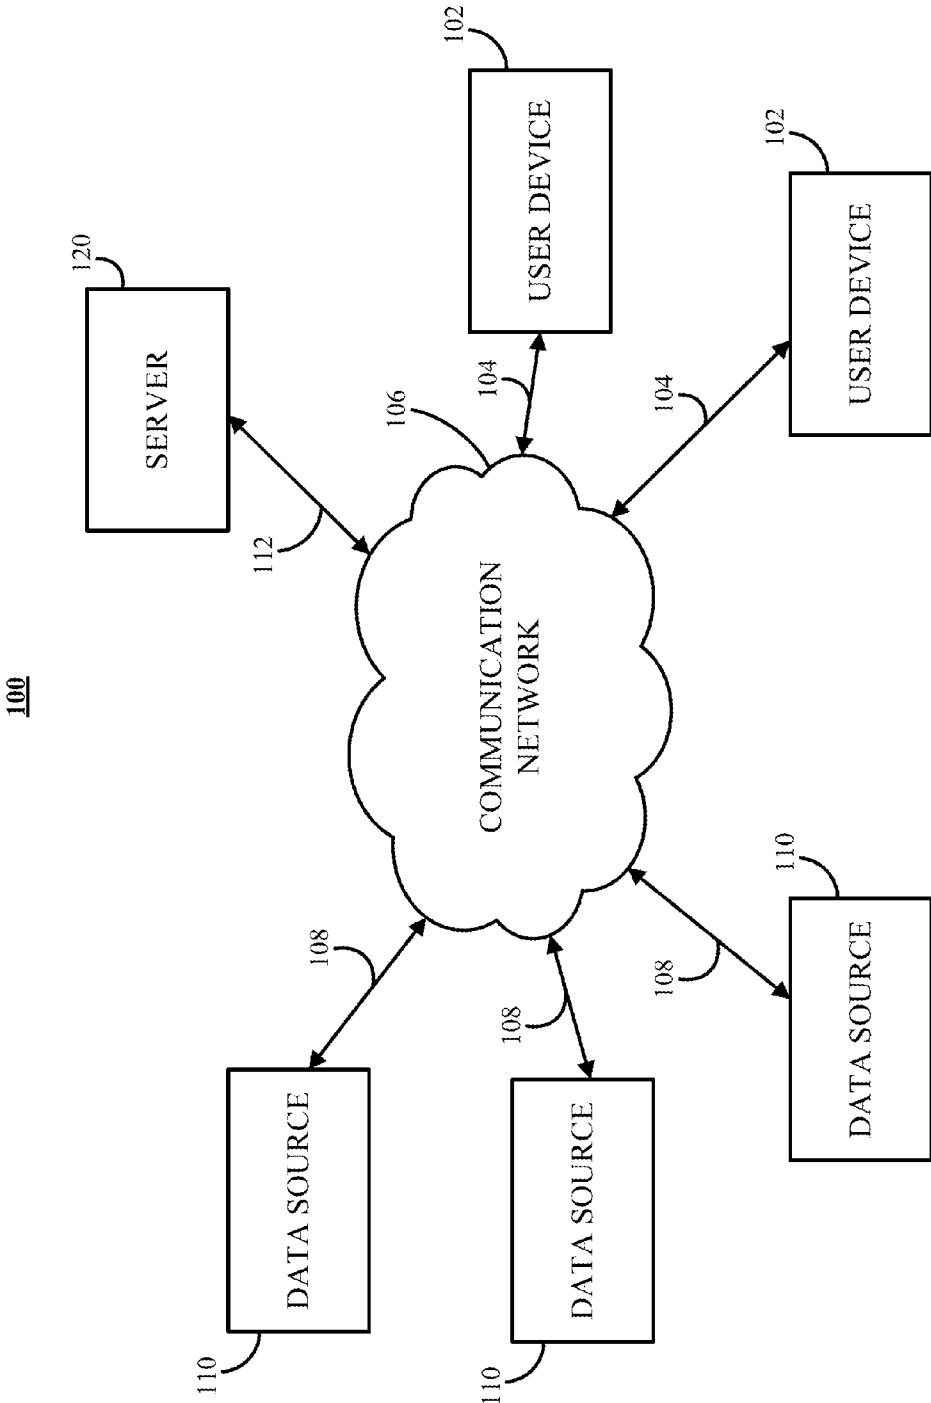 100
SERVER
120
112
DATA SOURCE
110
108
COMMUNICATION
NETWORK
106
104
USER DEVICE
102
DATA SOURCE
110
108
DATA SOURCE
110
108
104
USER DEVICE
102